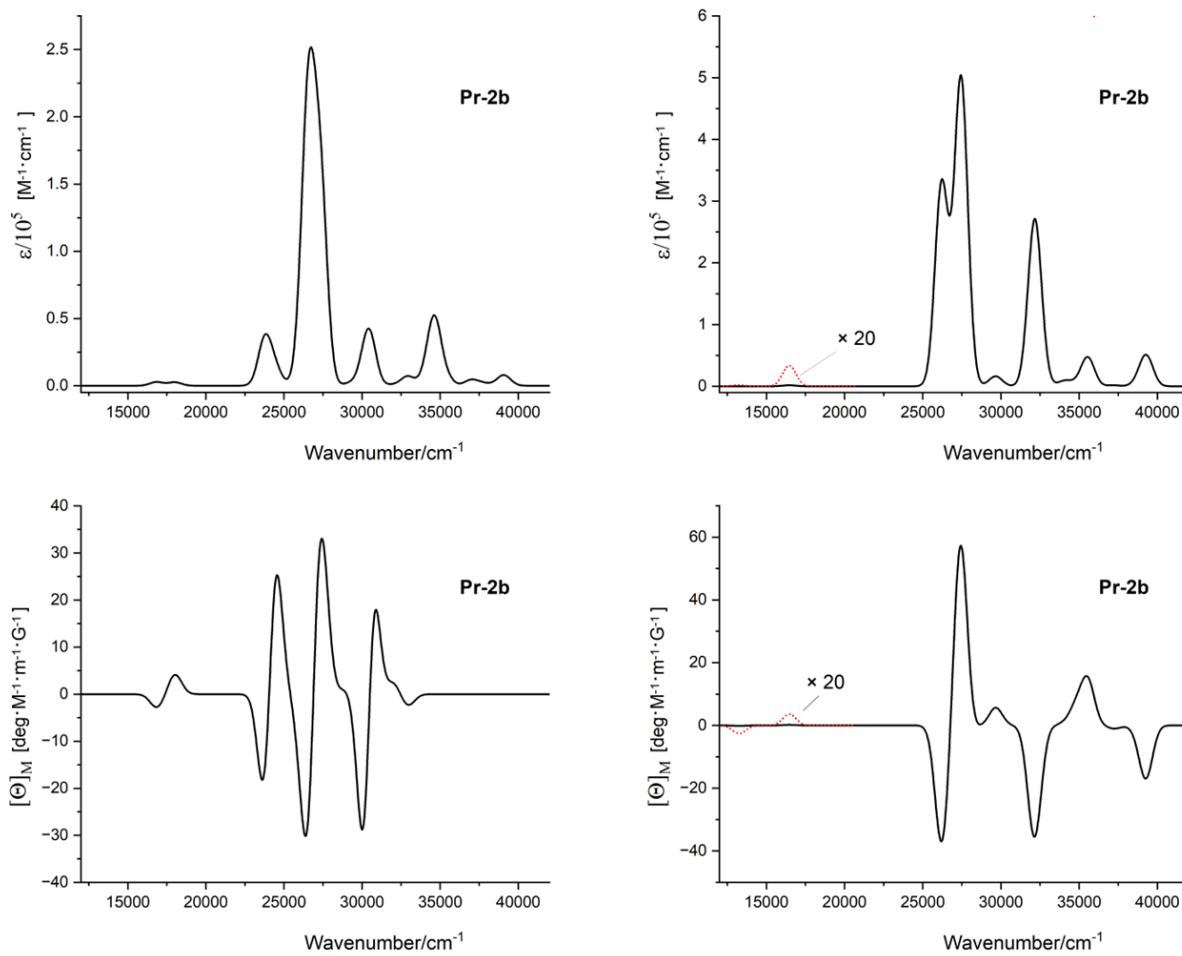 2.5
2.0
1.5
1.0
0.5
0.0
ε/10⁵ [M⁻¹·cm⁻¹]
Pr-2b
15000 20000 25000 30000 35000 40000
Wavenumber/cm⁻¹
6
5
4
3
2
1
0
ε/10⁵ [M⁻¹·cm⁻¹]
Pr-2b
× 20
15000 20000 25000 30000 35000 40000
Wavenumber/cm⁻¹
40
30
20
10
0
−10
−20
−30
−40
[Θ]M [deg·M⁻¹·m⁻¹·G⁻¹]
Pr-2b
15000 20000 25000 30000 35000 40000
Wavenumber/cm⁻¹
60
40
20
0
−20
−40
[Θ]M [deg·M⁻¹·m⁻¹·G⁻¹]
Pr-2b
× 20
15000 20000 25000 30000 35000 40000
Wavenumber/cm⁻¹